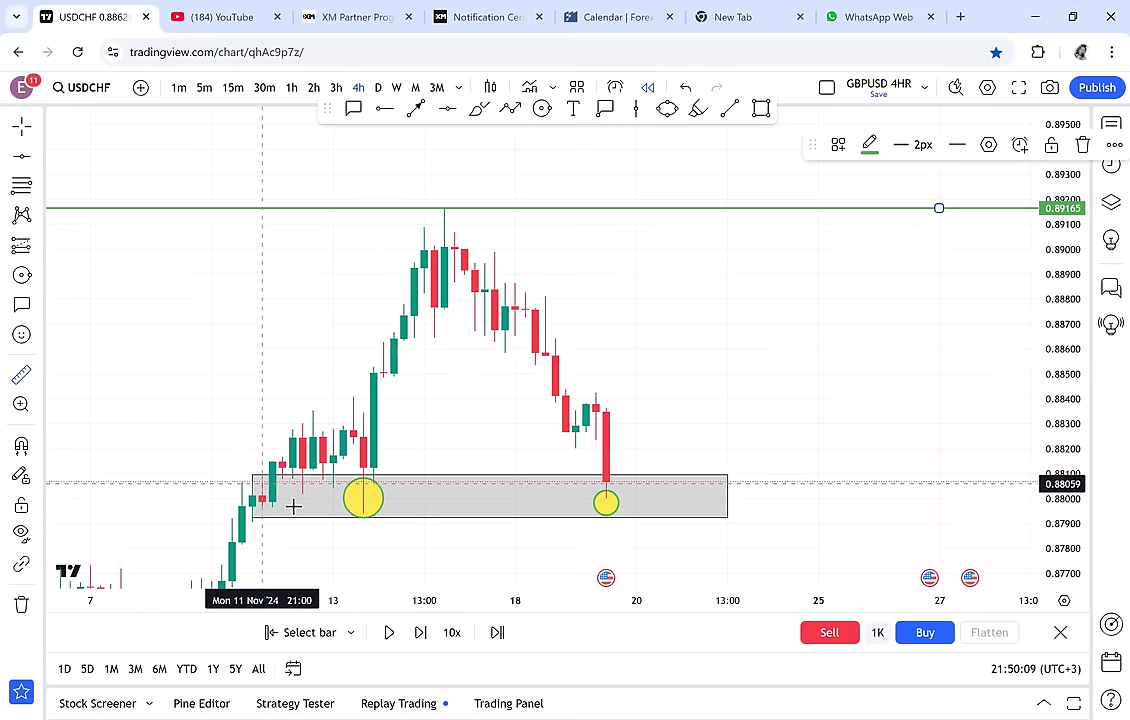 USDCHF 0.8862
(184) YouTube
XM Partner Prog
Notification Cen
Calendar | Forex
New Tab
WhatsApp Web
tradingview.com/chart/qhAc9p7z/
E 11
USDCHF
1m 5m 15m 30m 1h 2h 3h 4h D W M 3M
GBPUSD 4HR
Save
Publish
2px
0.89500
0.89300
0.89200
0.89165
0.89100
0.89000
0.88900
0.88800
0.88700
0.88600
0.88500
0.88400
0.88300
0.88200
0.88100
0.88059
0.88000
0.87900
0.87800
0.87700
7
Mon 11 Nov '24 21:00
13
13:00
18
20
13:00
25
27
13:0
Select bar
10x
Sell
1K
Buy
Flatten
1D 5D 1M 3M 6M YTD 1Y 5Y All
21:50:09 (UTC+3)
Stock Screener
Pine Editor
Strategy Tester
Replay Trading
Trading Panel